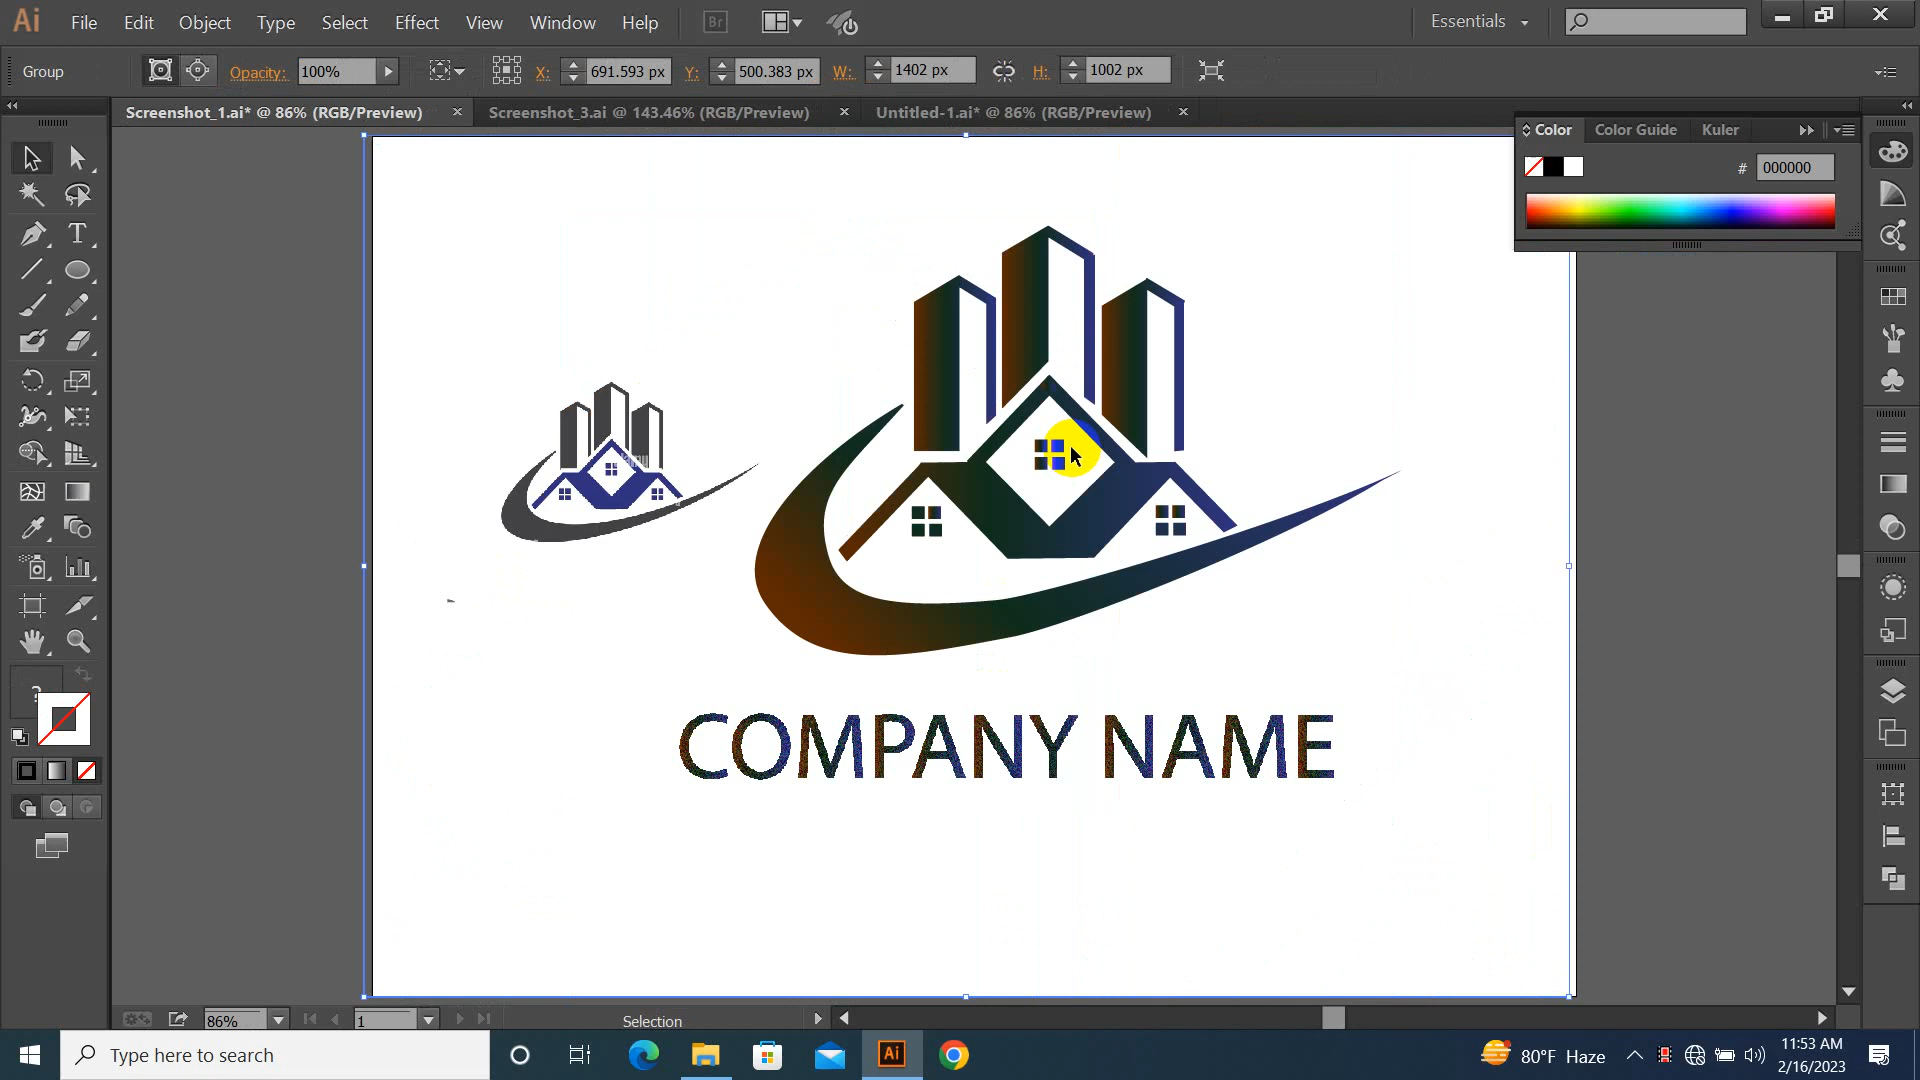 Ai File Edit Object Type Select Effect View Window Help Br Essentials
Group Opacity: 100% X: 691.593 px Y: 500.383 px W: 1402 px H: 1002 px
Screenshot_1.ai* @ 86% (RGB/Preview) Screenshot_3.ai @ 143.46% (RGB/Preview) Untitled-1.ai* @ 86% (RGB/Preview)
Color Color Guide Kuler
# 000000
T
?
COMPANY NAME
86% 1 Selection
Type here to search Ai 80°F Haze 11:53 AM
2/16/2023